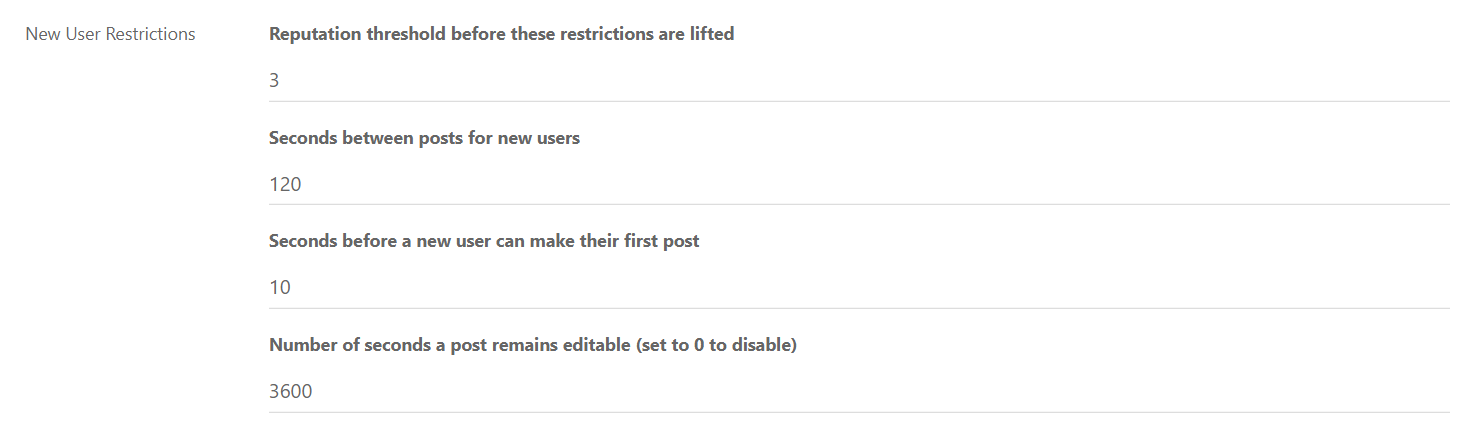 New User Restrictions
Reputation threshold before these restrictions are lifted
3
Seconds between posts for new users
120
Seconds before a new user can make their first post
10
Number of seconds a post remains editable (set to 0 to disable)
3600